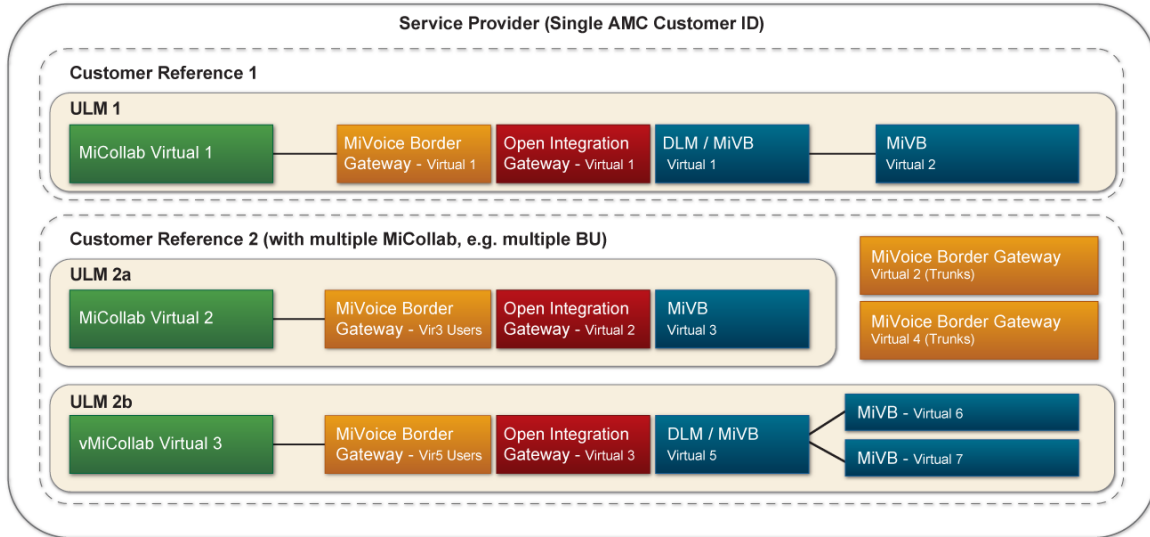 Service Provider (Single AMC Customer ID)
Customer Reference 1
ULM 1
MiCollab Virtual 1
MiVoice Border
Gateway - Virtual 1
Open Integration
Gateway - Virtual 1
DLM / MiVB
Virtual 1
MiVB
Virtual 2
Customer Reference 2 (with multiple MiCollab, e.g. multiple BU)
ULM 2a
MiCollab Virtual 2
MiVoice Border
Gateway - Vir3 Users
Open Integration
Gateway - Virtual 2
MiVB
Virtual 3
MiVoice Border Gateway
Virtual 2 (Trunks)
MiVoice Border Gateway
Virtual 4 (Trunks)
ULM 2b
vMiCollab Virtual 3
MiVoice Border
Gateway - Vir5 Users
Open Integration
Gateway - Virtual 3
DLM / MiVB
Virtual 5
MiVB - Virtual 6
MiVB - Virtual 7